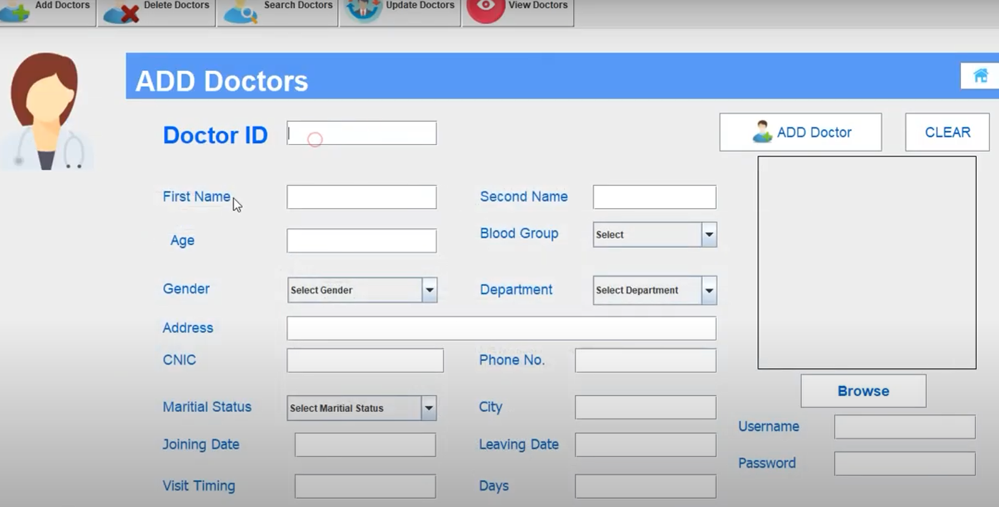 Add Doctors Delete Doctors Search Doctors Update Doctors View Doctors
ADD Doctors
Doctor ID
ADD Doctor CLEAR
First Name Second Name
Age Blood Group Select
Gender Select Gender Department Select Department
Address
CNIC Phone No.
Browse
Maritial Status Select Maritial Status City
Username
Joining Date Leaving Date
Password
Visit Timing Days